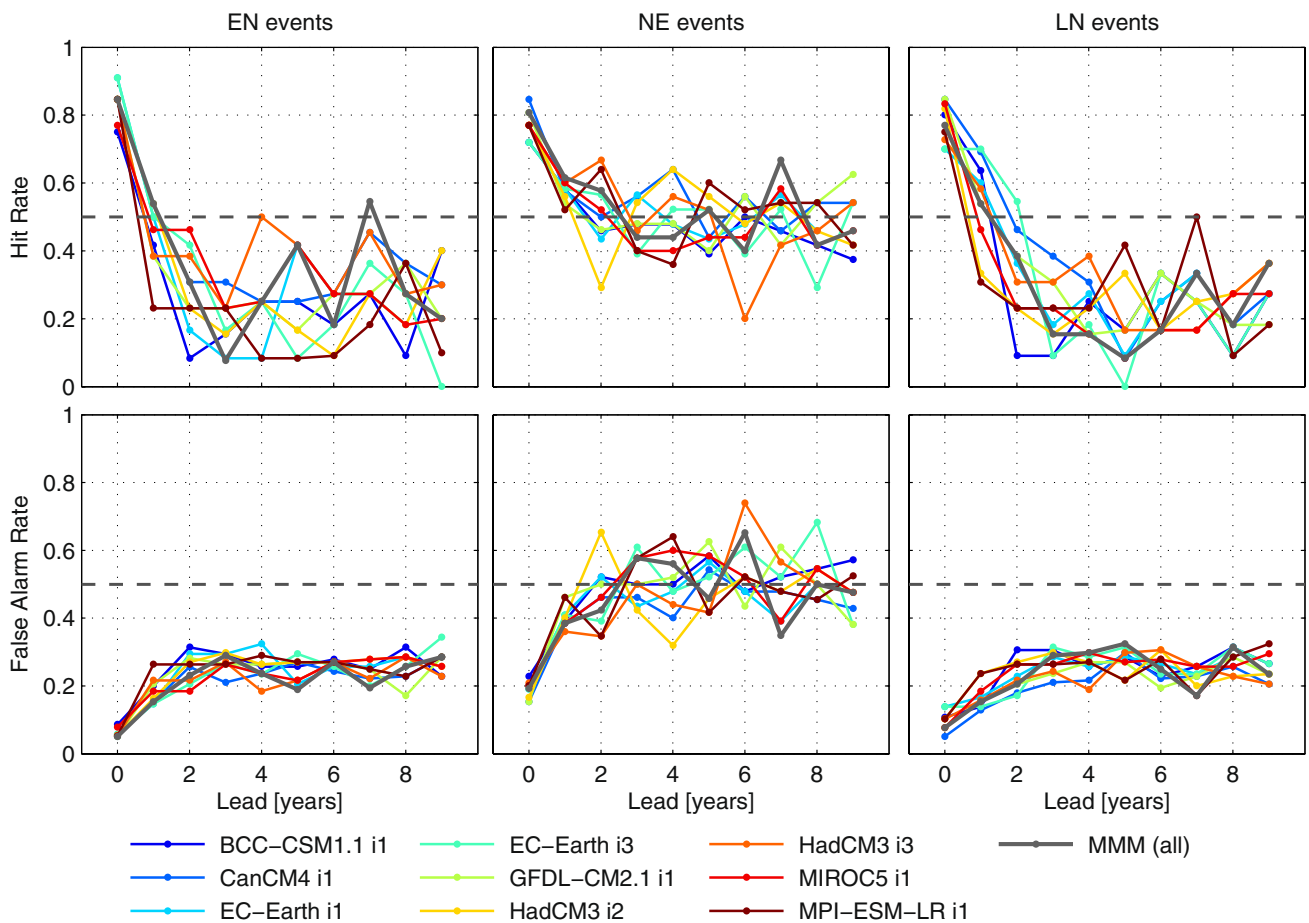 EN events NE events LN events
1
0.8
0.6
0.4
0.2
0
Hit Rate
1
0.8
0.6
0.4
0.2
0
False Alarm Rate
0 2 4 6 8 0 2 4 6 8 0 2 4 6 8
Lead [years] Lead [years] Lead [years]
BCC−CSM1.1 i1 EC−Earth i3 HadCM3 i3 MMM (all)
CanCM4 i1 GFDL−CM2.1 i1 MIROC5 i1
EC−Earth i1 HadCM3 i2 MPI−ESM−LR i1